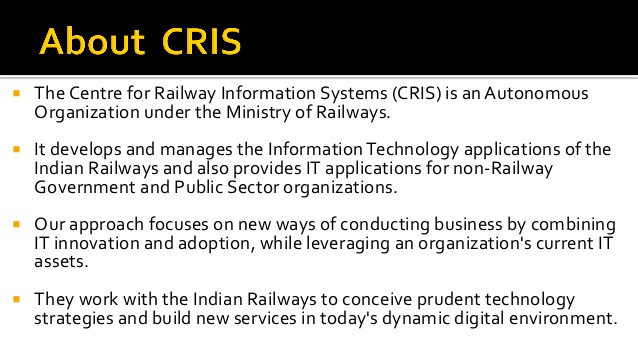 About CRIS
The Centre for Railway Information Systems (CRIS) is an Autonomous
Organization under the Ministry of Railways.
It develops and manages the Information Technology applications of the
Indian Railways and also provides IT applications for non-Railway
Government and Public Sector organizations.
Our approach focuses on new ways of conducting business by combining
IT innovation and adoption, while leveraging an organization's current IT
assets.
They work with the Indian Railways to conceive prudent technology
strategies and build new services in today's dynamic digital environment.